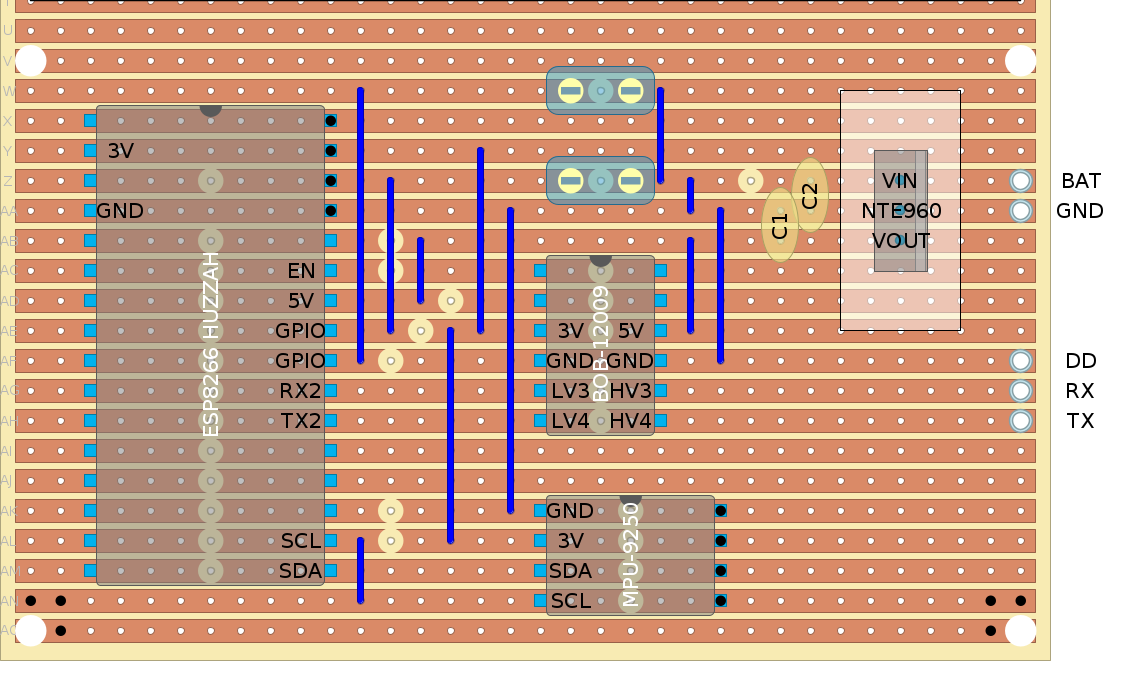 T
U
V
W
X
Y
3V
Z
VIN
BAT
AA
GND
NTE960
GND
C1
C2
AB
VOUT
AC
EN
AD
5V
AE
GPIO
3V
5V
AF
GPIO
GND
GND
DD
AG
RX2
LV3
HV3
RX
AH
TX2
LV4
HV4
TX
ESP8266 HUZZAH
BOB-12009
AI
AJ
AK
GND
AL
SCL
3V
AM
SDA
SDA
AN
SCL
MPU-9250
AO